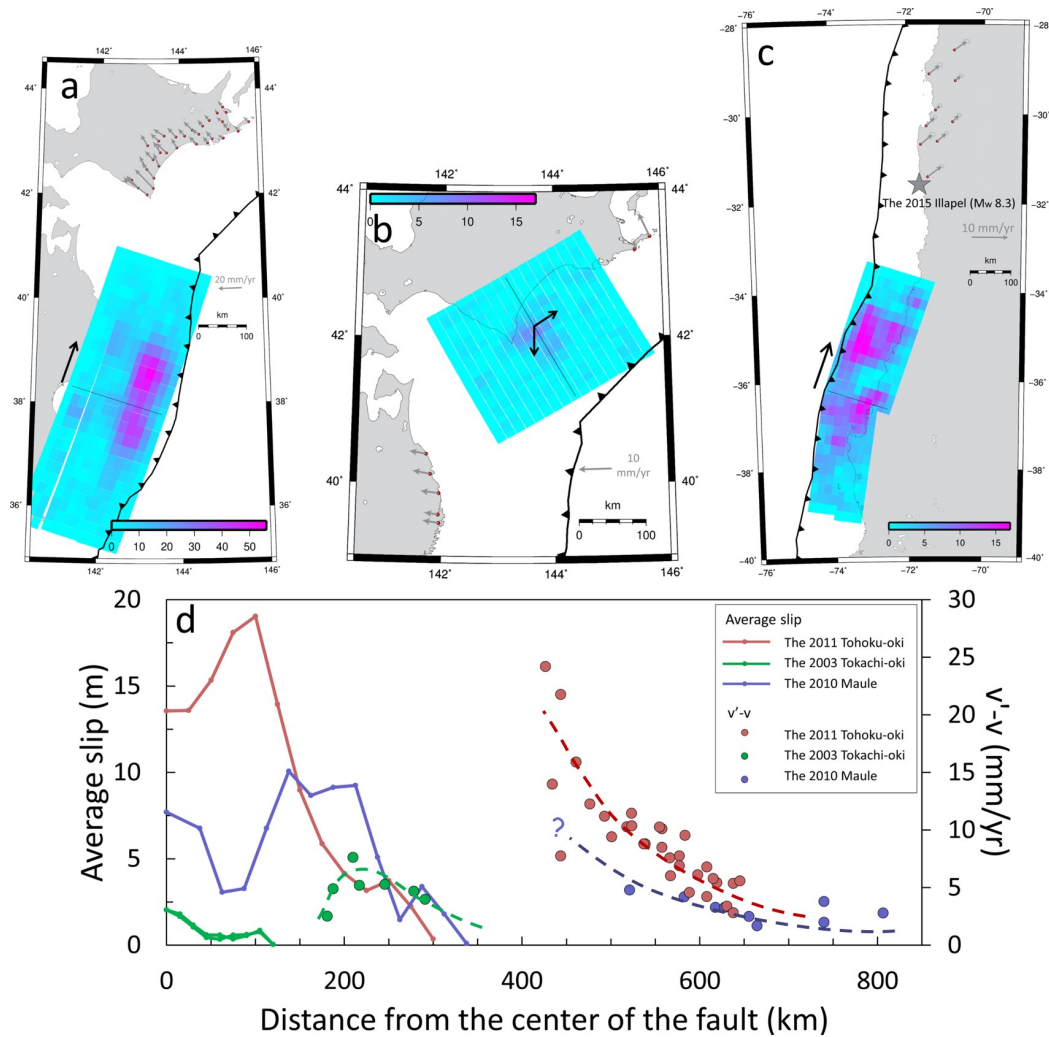 a
142˚
144˚
146˚
44˚
44˚
42˚
42˚
40˚
40˚
38˚
38˚
36˚
36˚
142˚
144˚
146˚
20 mm/yr
km
0 100
0 10 20 30 40 50
b
142˚
144˚
146˚
44˚
44˚
42˚
42˚
40˚
40˚
142˚
144˚
146˚
0 5 10 15
10
mm/yr
km
0 100
c
−76˚ −74˚ −72˚ −70˚
−28˚ −28˚
−30˚ −30˚
−32˚ −32˚
−34˚ −34˚
−36˚ −36˚
−38˚ −38˚
−40˚ −40˚
−76˚ −74˚ −72˚ −70˚
The 2015 Illapel (Mw 8.3)
10 mm/yr
km
0 100
0 5 10 15
d
20
15
10
5
0
Average slip (m)
30
25
20
15
10
5
0
v'-v (mm/yr)
Average slip
The 2011 Tohoku-oki
The 2003 Tokachi-oki
The 2010 Maule
v'-v
The 2011 Tohoku-oki
The 2003 Tokachi-oki
The 2010 Maule
?
0 200 400 600 800
Distance from the center of the fault (km)